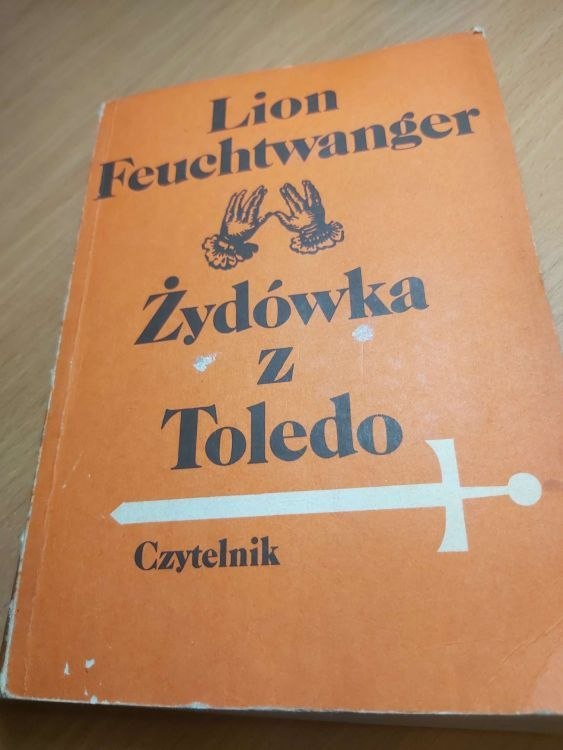 Lion
Feuchtwanger
Żydówka
z
Toledo
Czytelnik